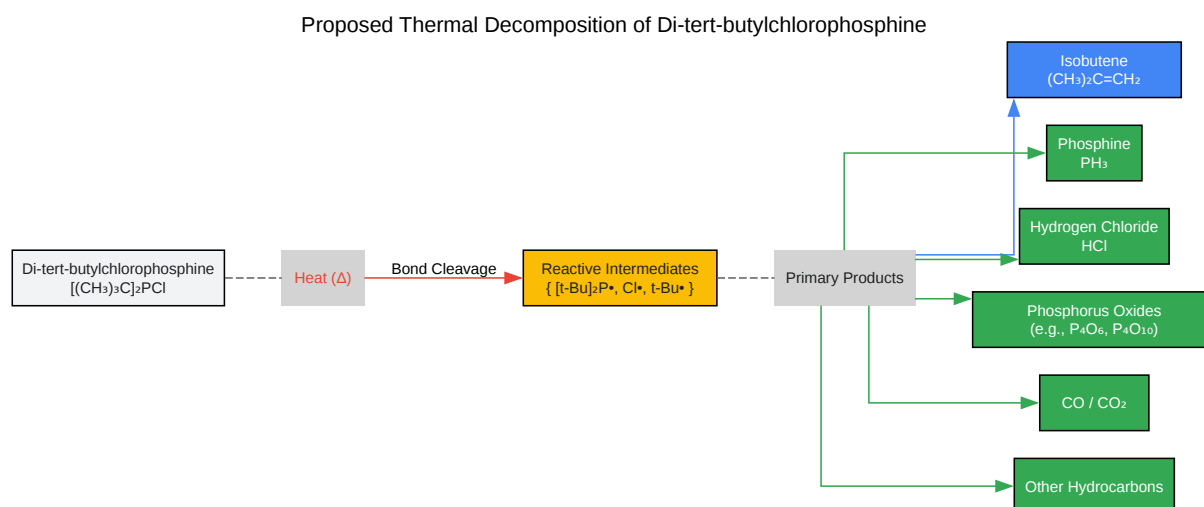 Proposed Thermal Decomposition of Di-tert-butylchlorophosphine
Isobutene
(CH₃)₂C=CH₂
Phosphine
PH₃
Hydrogen Chloride
HCl
Di-tert-butylchlorophosphine
[(CH₃)₃C]₂PCl
Heat (Δ)
Bond Cleavage
Reactive Intermediates
{ [t-Bu]₂P•, Cl•, t-Bu• }
Primary Products
Phosphorus Oxides
(e.g., P₄O₆, P₄O₁₀)
CO / CO₂
Other Hydrocarbons